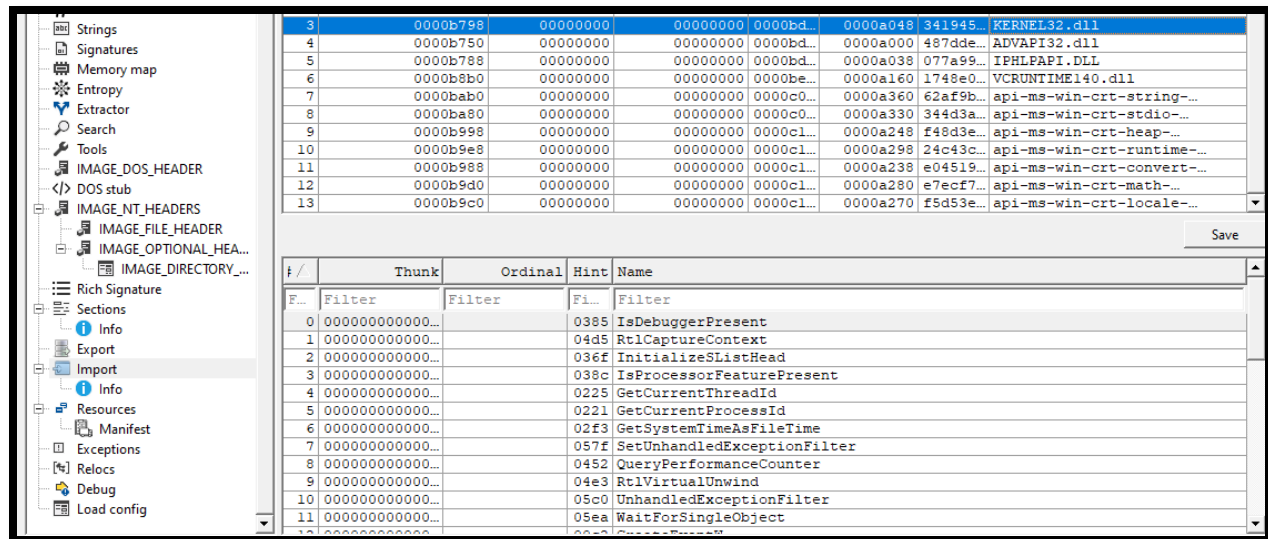 Strings
Signatures
Memory map
Entropy
Extractor
Search
Tools
IMAGE_DOS_HEADER
DOS stub
IMAGE_NT_HEADERS
IMAGE_FILE_HEADER
IMAGE_OPTIONAL_HEA...
IMAGE_DIRECTORY_...
Rich Signature
Sections
Info
Export
Import
Info
Resources
Manifest
Exceptions
Relocs
Debug
Load config
3 0000b798 00000000 00000000 0000bd... 0000a048 341945... KERNEL32.dll
4 0000b750 00000000 00000000 0000bd... 0000a000 487dde... ADVAPI32.dll
5 0000b788 00000000 00000000 0000bd... 0000a038 077a99... IPHLPAPI.DLL
6 0000b8b0 00000000 00000000 0000be... 0000a160 1748e0... VCRUNTIME140.dll
7 0000bab0 00000000 00000000 0000c0... 0000a360 62af9b... api-ms-win-crt-string-...
8 0000ba80 00000000 00000000 0000c0... 0000a330 344d3a... api-ms-win-crt-stdio-...
9 0000b998 00000000 00000000 0000c1... 0000a248 f48d3e... api-ms-win-crt-heap-...
10 0000b9e8 00000000 00000000 0000c1... 0000a298 24c43c... api-ms-win-crt-runtime-...
11 0000b988 00000000 00000000 0000c1... 0000a238 e04519... api-ms-win-crt-convert-...
12 0000b9d0 00000000 00000000 0000c1... 0000a280 e7ecf7... api-ms-win-crt-math-...
13 0000b9c0 00000000 00000000 0000c1... 0000a270 f5d53e... api-ms-win-crt-locale-...
Save
Thunk Ordinal Hint Name
F... Filter Filter Fi... Filter
0 000000000000... 0385 IsDebuggerPresent
1 000000000000... 04d5 RtlCaptureContext
2 000000000000... 036f InitializeSListHead
3 000000000000... 038c IsProcessorFeaturePresent
4 000000000000... 0225 GetCurrentThreadId
5 000000000000... 0221 GetCurrentProcessId
6 000000000000... 02f3 GetSystemTimeAsFileTime
7 000000000000... 057f SetUnhandledExceptionFilter
8 000000000000... 0452 QueryPerformanceCounter
9 000000000000... 04e3 RtlVirtualUnwind
10 000000000000... 05c0 UnhandledExceptionFilter
11 000000000000... 05ea WaitForSingleObject